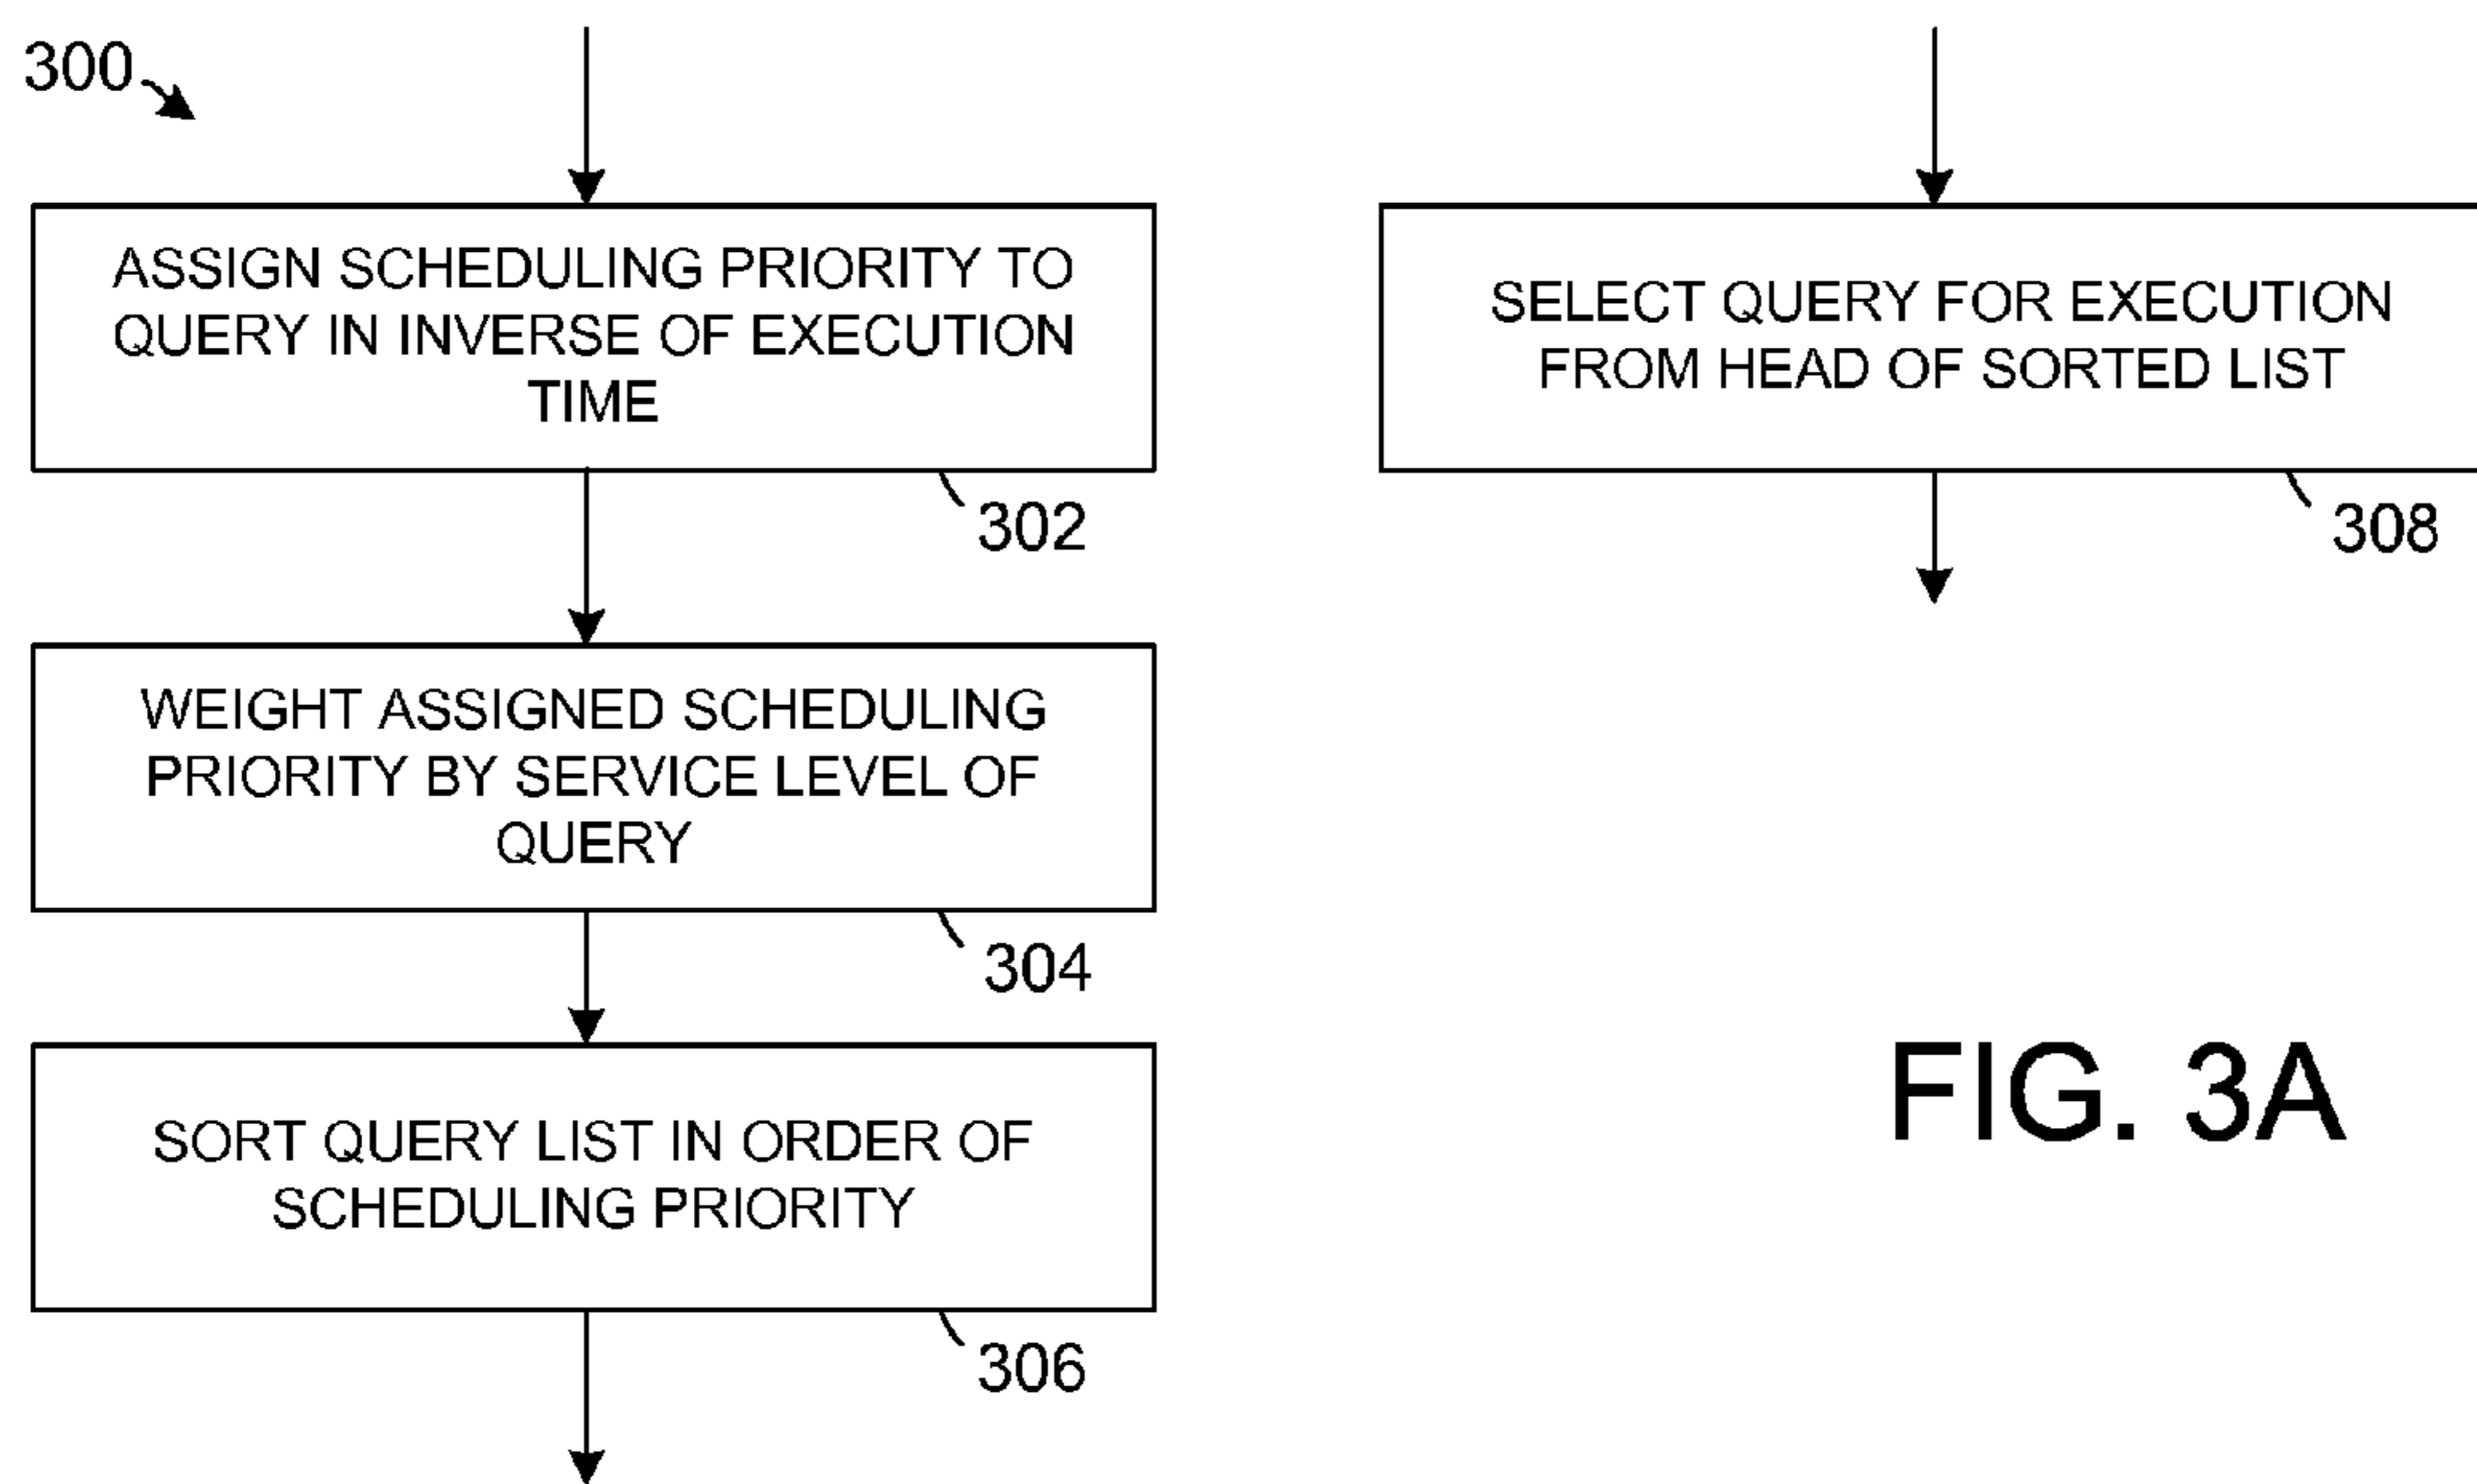 300
ASSIGN SCHEDULING PRIORITY TO
QUERY IN INVERSE OF EXECUTION
TIME
302
WEIGHT ASSIGNED SCHEDULING
PRIORITY BY SERVICE LEVEL OF
QUERY
304
SORT QUERY LIST IN ORDER OF
SCHEDULING PRIORITY
306
SELECT QUERY FOR EXECUTION
FROM HEAD OF SORTED LIST
308
FIG. 3A